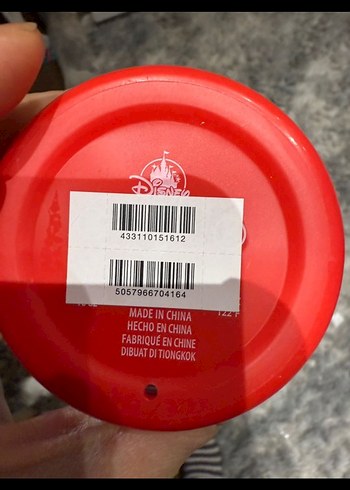 Disney
433110151612
5057966704164
MADE IN CHINA
HECHO EN CHINA
FABRIQUÉ EN CHINE
DIBUAT DI TIONGKOK